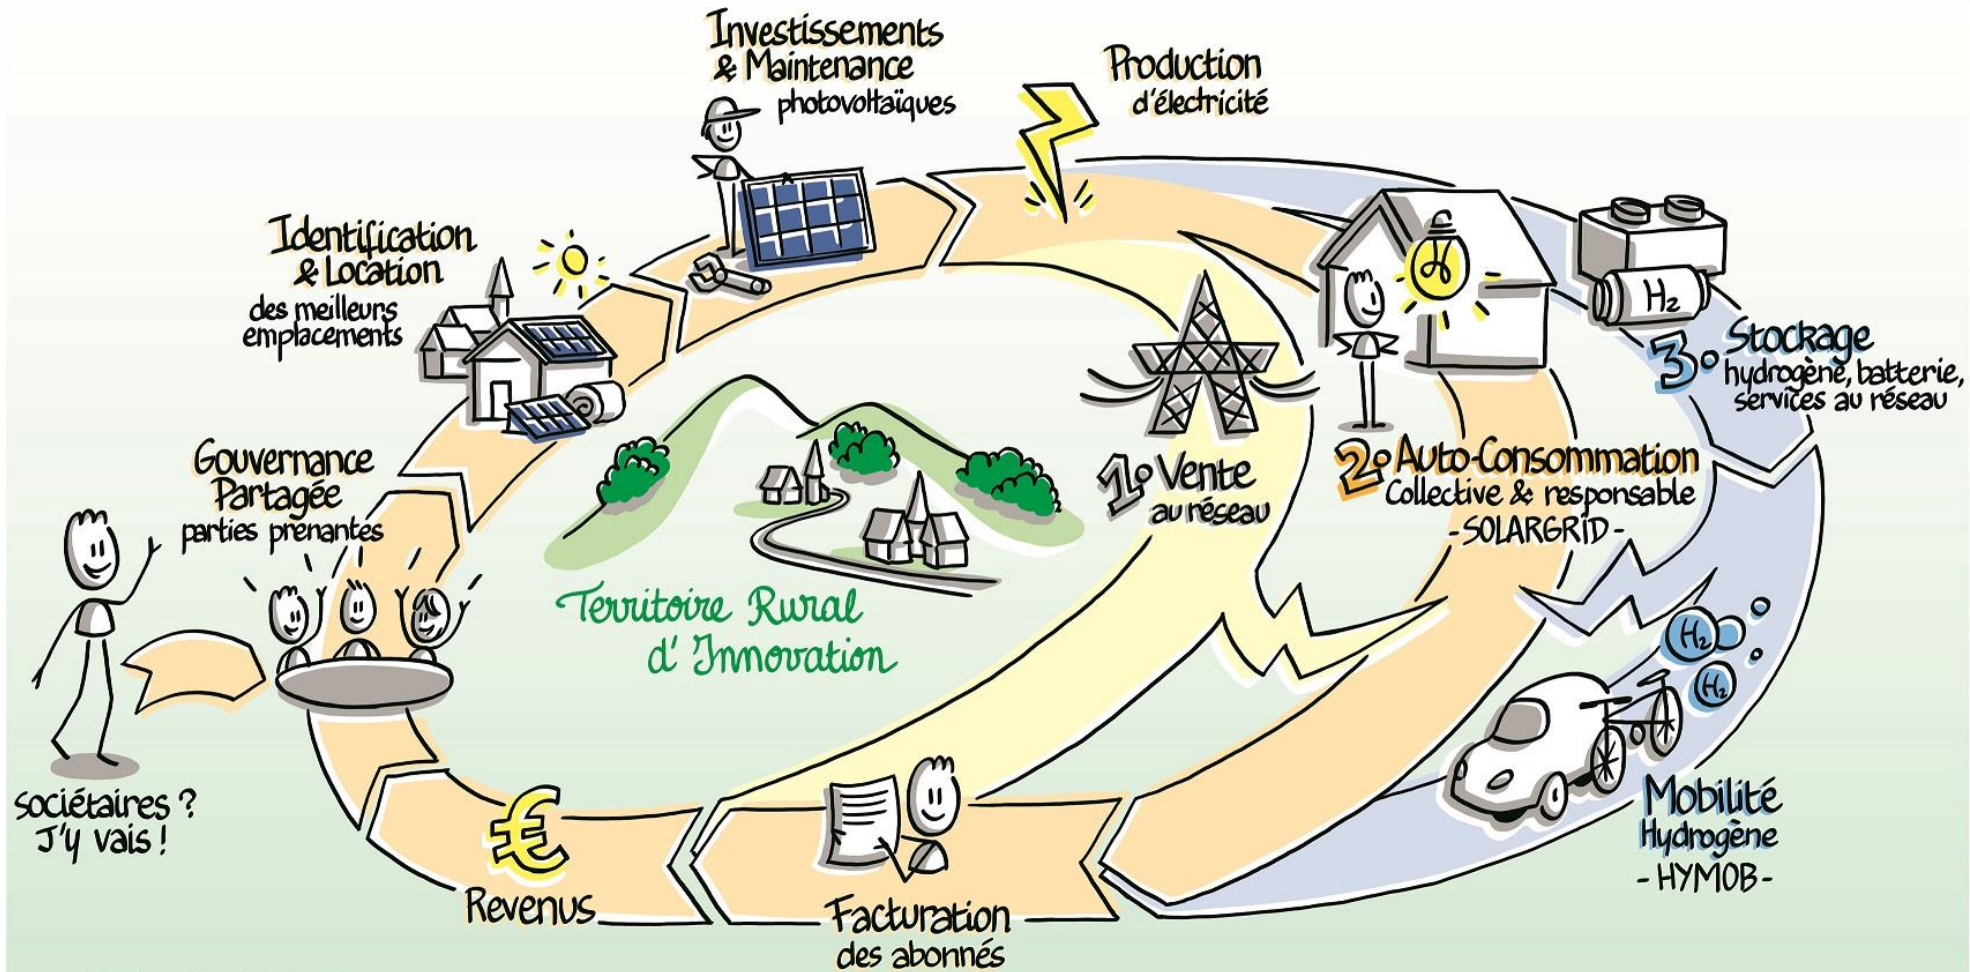 Investissements
& Maintenance
photovoltaïques
Production
d'électricité
Identification
& Location
des meilleurs
emplacements
H₂
3° Stockage
hydrogène, batterie,
services au réseau
Gouvernance
Partagée
parties prenantes
1° Vente
au réseau
2° Auto-Consommation
Collective & responsable
-SOLARGRID-
Territoire Rural
d'Innovation
H₂
H₂
Mobilité
Hydrogène
-HYMOB-
Sociétaires ?
J'y vais !
€
Revenus
Facturation
des abonnés